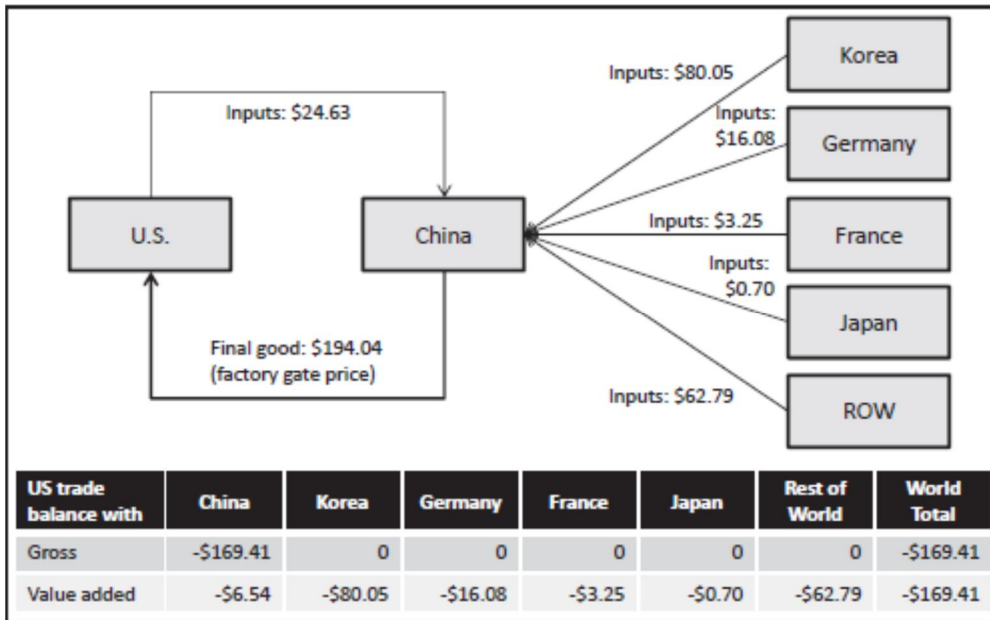 Korea
Inputs: $80.05
Inputs: $24.63
Inputs:
$16.08
Germany
U.S.
China
Inputs: $3.25
France
Inputs:
$0.70
Japan
Final good: $194.04
(factory gate price)
Inputs: $62.79
ROW
US trade balance with China Korea Germany France Japan Rest of World World Total
Gross -$169.41 0 0 0 0 0 -$169.41
Value added -$6.54 -$80.05 -$16.08 -$3.25 -$0.70 -$62.79 -$169.41